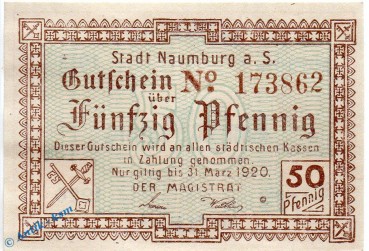 Stadt Naumburg a. S.
Gutschein No 173862
über
Fünfzig Pfennig
Dieser Gutschein wird an allen städtischen Kassen
in Zahlung genommen.
Nur giltig bis 31 März 1920.
DER MAGISTRAT
50
Pfennig